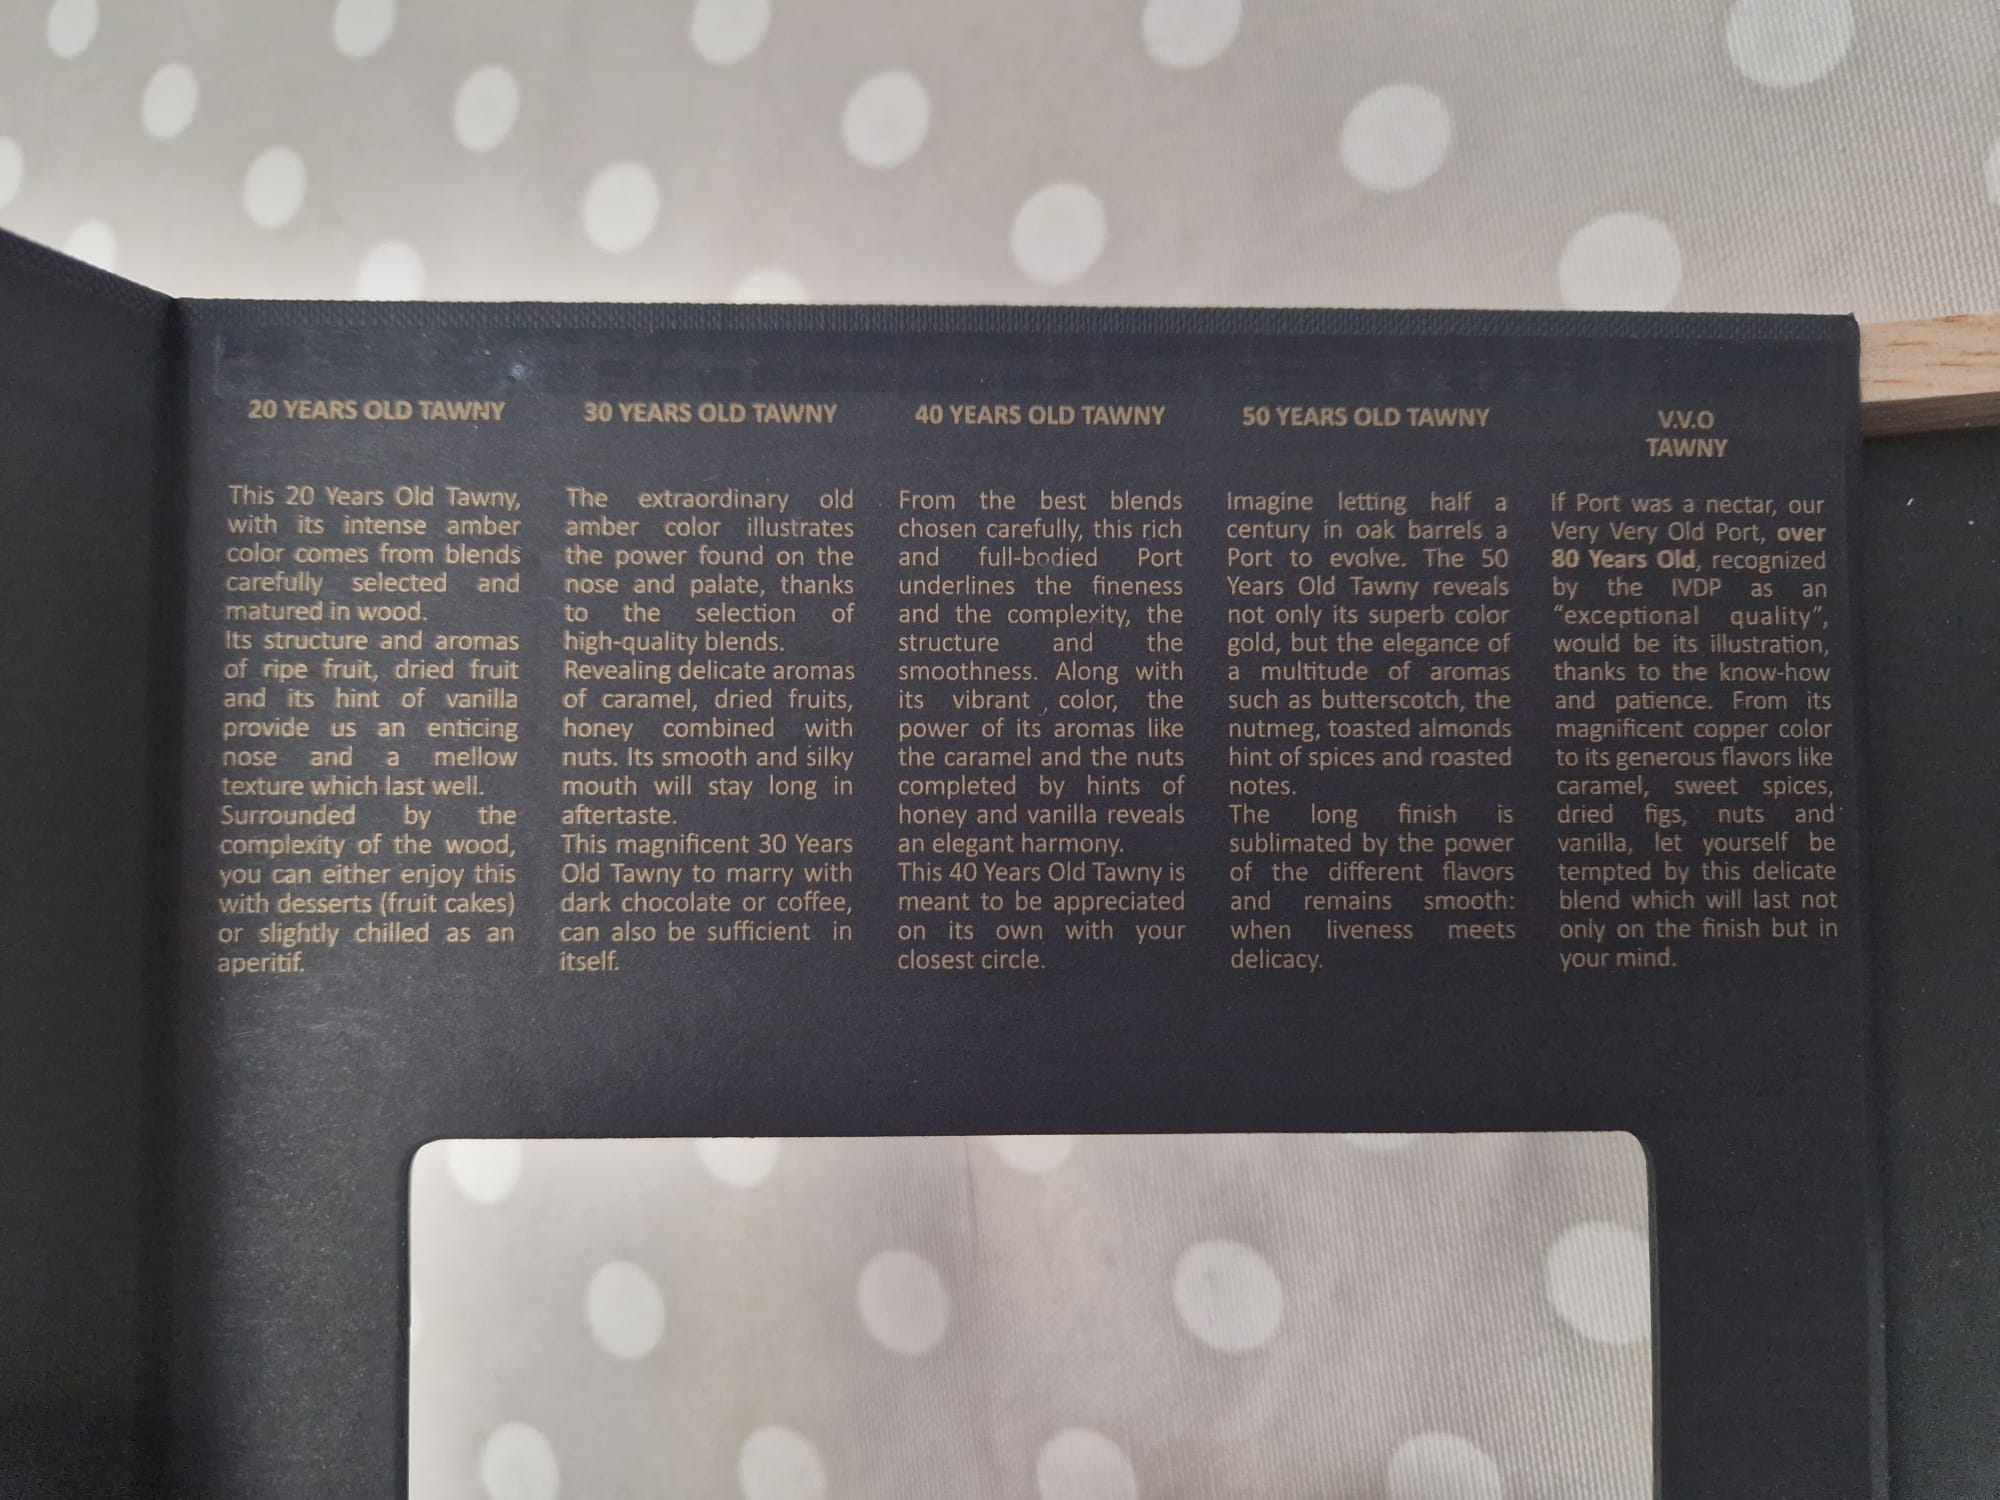 20 YEARS OLD TAWNY
This 20 Years Old Tawny,
with its intense amber
color comes from blends
carefully selected and
matured in wood.
Its structure and aromas
of ripe fruit, dried fruit
and its hint of vanilla
provide us an enticing
nose and a mellow
texture which last well.
Surrounded by the
complexity of the wood,
you can either enjoy this
with desserts (fruit cakes)
or slightly chilled as an
aperitif.
30 YEARS OLD TAWNY
The extraordinary old
amber color illustrates
the power found on the
nose and palate, thanks
to the selection of
high-quality blends.
Revealing delicate aromas
of caramel, dried fruits,
honey combined with
nuts. Its smooth and silky
mouth will stay long in
aftertaste.
This magnificent 30 Years
Old Tawny to marry with
dark chocolate or coffee,
can also be sufficient in
itself.
40 YEARS OLD TAWNY
From the best blends
chosen carefully, this rich
and full-bodied Port
underlines the fineness
and the complexity, the
structure and the
smoothness. Along with
its vibrant , color, the
power of its aromas like
the caramel and the nuts
completed by hints of
honey and vanilla reveals
an elegant harmony.
This 40 Years Old Tawny is
meant to be appreciated
on its own with your
closest circle.
50 YEARS OLD TAWNY
Imagine letting half a
century in oak barrels a
Port to evolve. The 50
Years Old Tawny reveals
not only its superb color
gold, but the elegance of
a multitude of aromas
such as butterscotch, the
nutmeg, toasted almonds
hint of spices and roasted
notes.
The long finish is
sublimated by the power
of the different flavors
and remains smooth:
when liveness meets
delicacy.
V.V.O
TAWNY
If Port was a nectar, our
Very Very Old Port, over
80 Years Old, recognized
by the IVDP as an
“exceptional quality”,
would be its illustration,
thanks to the know-how
and patience. From its
magnificent copper color
to its generous flavors like
caramel, sweet spices,
dried figs, nuts and
vanilla, let yourself be
tempted by this delicate
blend which will last not
only on the finish but in
your mind.